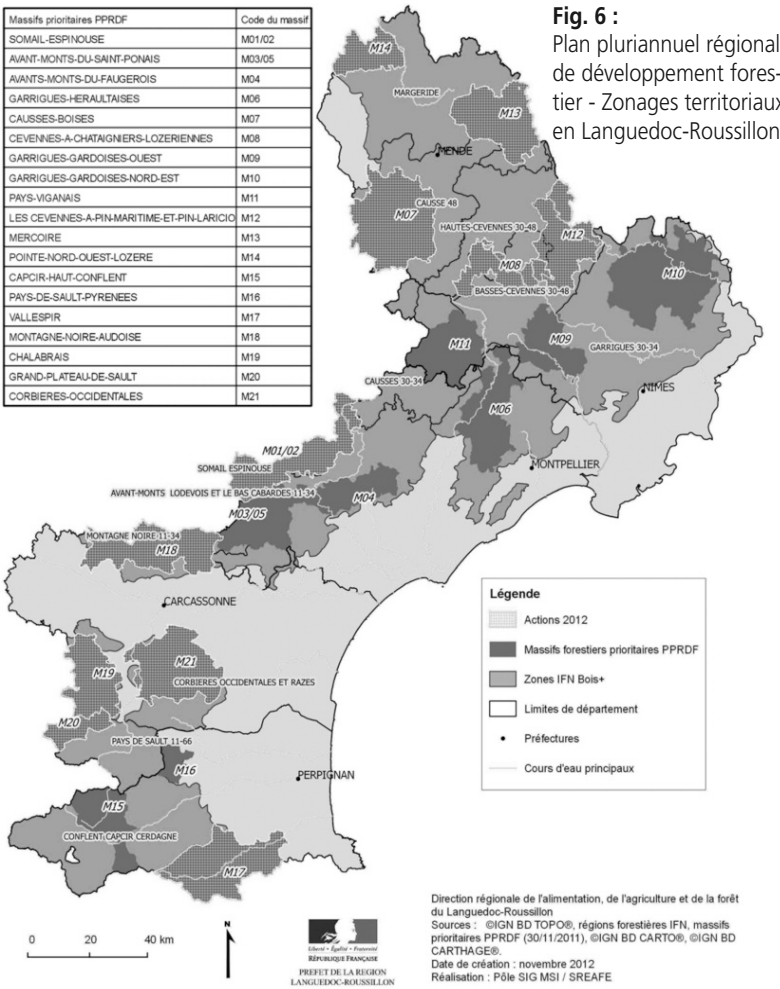 Massifs prioritaires PPRDF Code du massif
SOMAIL-ESPINOUSE M01/02
AVANT-MONTS-DU-SAINT-PONAIS M03/05
AVANTS-MONTS-DU-FAUGEROIS M04
GARRIGUES-HERAULTAISES M06
CAUSSES-BOISES M07
CEVENNES-A-CHATAIGNIERS-LOZERIENNES M08
GARRIGUES-GARDOISES-OUEST M09
GARRIGUES-GARDOISES-NORD-EST M10
PAYS-VIGANAIS M11
LES CEVENNES-A-PIN-MARITIME-ET-PIN-LARICIO M12
MERCOIRE M13
POINTE-NORD-OUEST-LOZERE M14
CAPCIR-HAUT-CONFLENT M15
PAYS-DE-SAULT-PYRENEES M16
VALLESPIR M17
MONTAGNE-NOIRE-AUDOISE M18
CHALABRAIS M19
GRAND-PLATEAU-DE-SAULT M20
CORBIERES-OCCIDENTALES M21
Fig. 6 :
Plan pluriannuel régional
de développement fores-
tier - Zonages territoriaux
en Languedoc-Roussillon
M14
MARGERIDE
M13
MENDE
CAUSSE 48
M07
HAUTES-CEVENNES 30-48
M12
M08
M10
BASSES-CEVENNES 30-48
M11
M09
GARRIGUES 30-34
CAUSSES 30-34
NIMES
M06
M01/02
SOMAIL ESPINOUSE
MONTPELLIER
AVANT-MONTS LODEVOIS ET LE BAS CABARDES 11-34
M04
M03/05
MONTAGNE NOIRE 11-34
M18
CARCASSONNE
M19
M21
CORBIERES OCCIDENTALES ET RAZES
M20
PAYS DE SAULT 11-66
M16
PERPIGNAN
M15
CONFLENT CAPCIR CERDAGNE
M17
Légende
Actions 2012
Massifs forestiers prioritaires PPRDF
Zones IFN Bois+
Limites de département
Préfectures
Cours d'eau principaux
0 20 40 km
N
Liberté • Égalité • Fraternité
RÉPUBLIQUE FRANÇAISE
PREFET DE LA REGION
LANGUEDOC-ROUSSILLON
Direction régionale de l'alimentation, de l'agriculture et de la forêt
du Languedoc-Roussillon
Sources : ©IGN BD TOPO®, régions forestières IFN, massifs
prioritaires PPRDF (30/11/2011), ©IGN BD CARTO®, ©IGN BD
CARTHAGE®.
Date de création : novembre 2012
Réalisation : Pôle SIG MSI / SREAFE